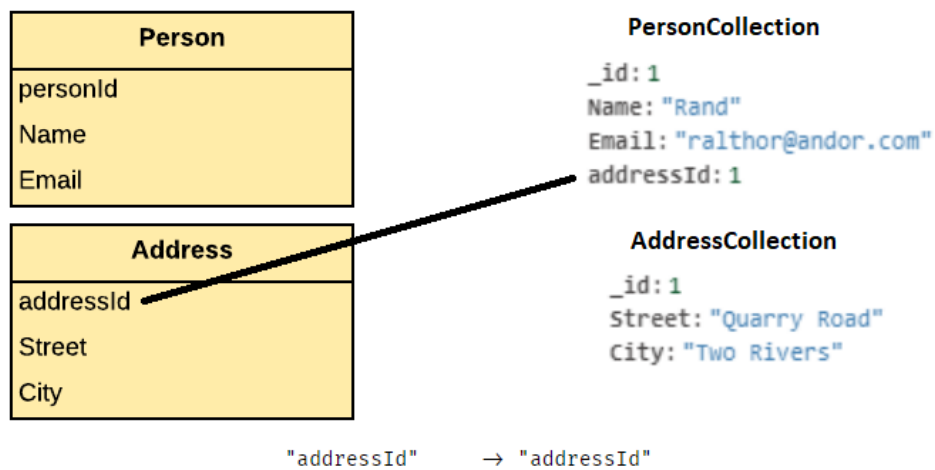 Person
personId
Name
Email
Address
addressId
Street
City
PersonCollection
_id: 1
Name: "Rand"
Email: "ralthor@andor.com"
addressId: 1
AddressCollection
_id: 1
Street: "Quarry Road"
City: "Two Rivers"
"addressId" → "addressId"